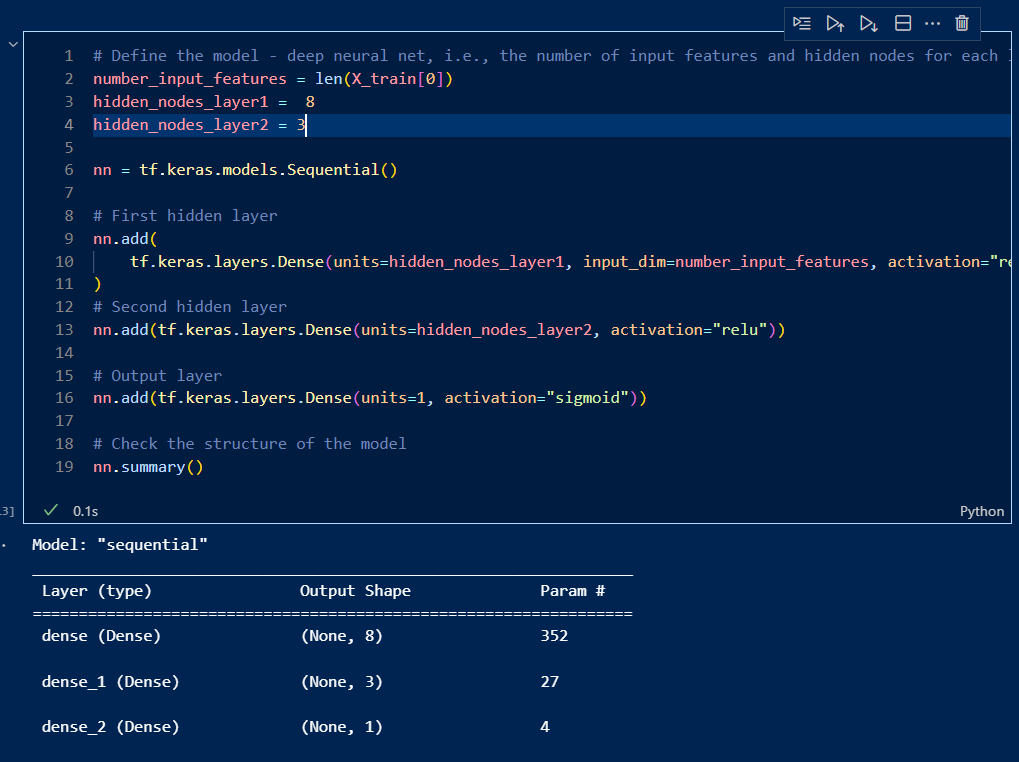 1 # Define the model - deep neural net, i.e., the number of input features and hidden nodes for each
2 number_input_features = len(X_train[0])
3 hidden_nodes_layer1 =  8
4 hidden_nodes_layer2 = 3
5
6 nn = tf.keras.models.Sequential()
7
8 # First hidden layer
9 nn.add(
10     tf.keras.layers.Dense(units=hidden_nodes_layer1, input_dim=number_input_features, activation="re
11 )
12 # Second hidden layer
13 nn.add(tf.keras.layers.Dense(units=hidden_nodes_layer2, activation="relu"))
14
15 # Output layer
16 nn.add(tf.keras.layers.Dense(units=1, activation="sigmoid"))
17
18 # Check the structure of the model
19 nn.summary()
3] 0.1s Python
Model: "sequential"
_________________________________________________________________
Layer (type) Output Shape Param #
=================================================================
dense (Dense) (None, 8) 352
dense_1 (Dense) (None, 3) 27
dense_2 (Dense) (None, 1) 4